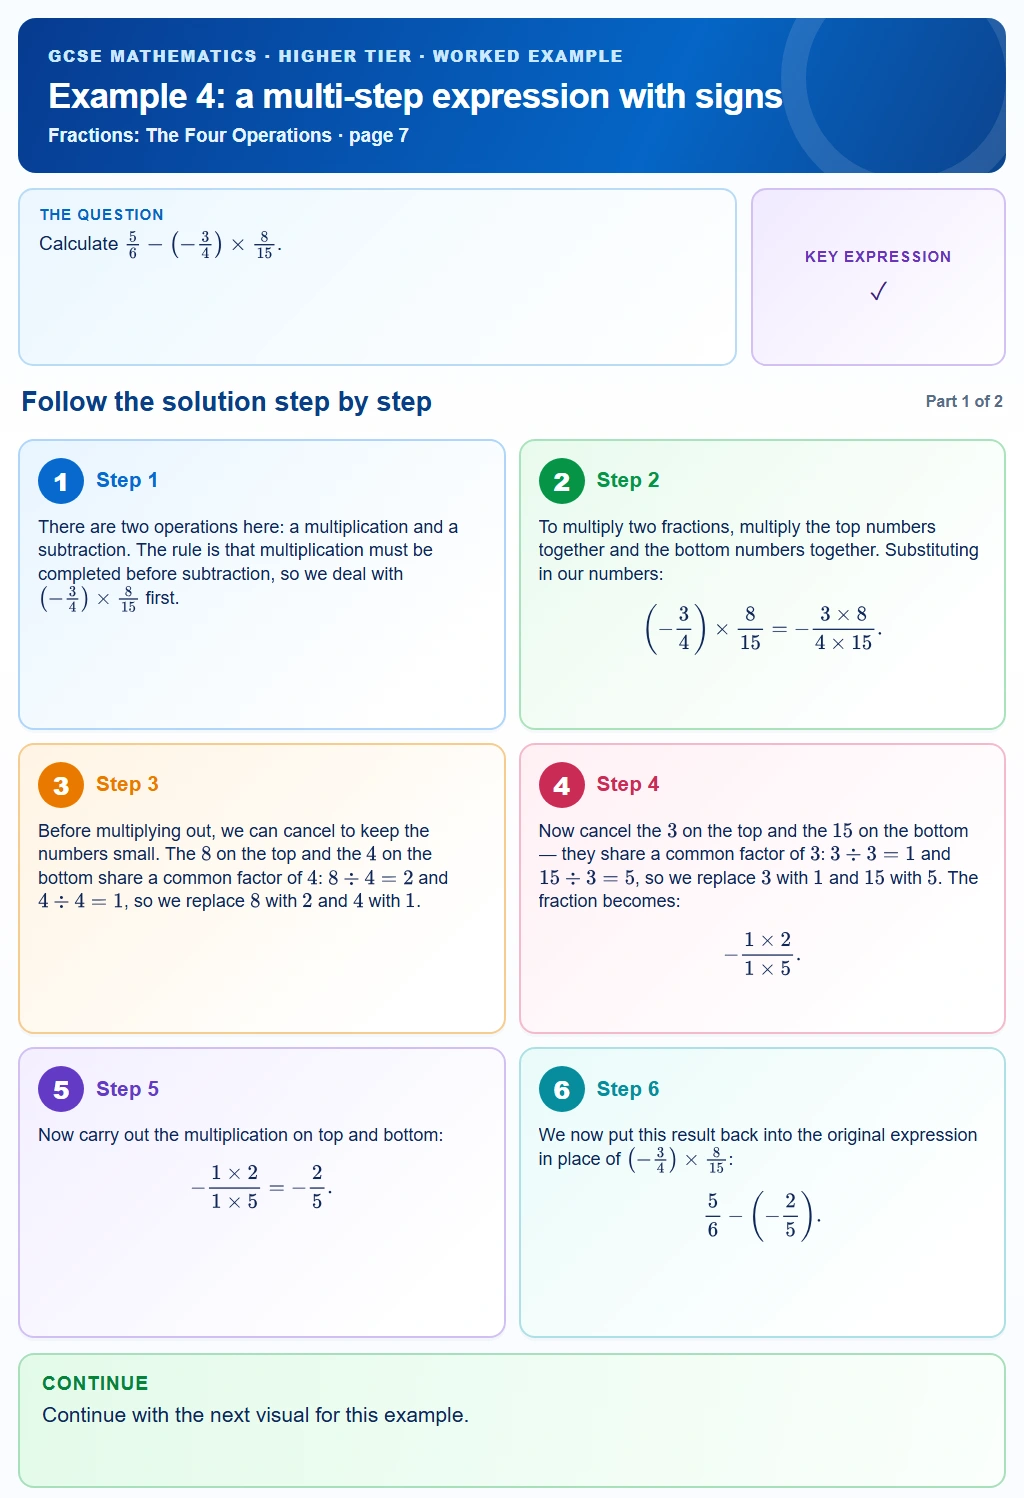 GCSE MATHEMATICS · HIGHER TIER · WORKED EXAMPLE
Example 4: a multi-step expression with signs
Fractions: The Four Operations · page 7
THE QUESTION
Calculate 5/6 − (−3/4) × 8/15.
KEY EXPRESSION
✓
Follow the solution step by step
Part 1 of 2
1 Step 1
There are two operations here: a multiplication and a
subtraction. The rule is that multiplication must be
completed before subtraction, so we deal with
(−3/4) × 8/15 first.
2 Step 2
To multiply two fractions, multiply the top numbers
together and the bottom numbers together. Substituting
in our numbers:
(−3/4) × 8/15 = −(3 × 8)/(4 × 15).
3 Step 3
Before multiplying out, we can cancel to keep the
numbers small. The 8 on the top and the 4 on the
bottom share a common factor of 4: 8 ÷ 4 = 2 and
4 ÷ 4 = 1, so we replace 8 with 2 and 4 with 1.
4 Step 4
Now cancel the 3 on the top and the 15 on the bottom
— they share a common factor of 3: 3 ÷ 3 = 1 and
15 ÷ 3 = 5, so we replace 3 with 1 and 15 with 5. The
fraction becomes:
−(1 × 2)/(1 × 5).
5 Step 5
Now carry out the multiplication on top and bottom:
−(1 × 2)/(1 × 5) = −2/5.
6 Step 6
We now put this result back into the original expression
in place of (−3/4) × 8/15:
5/6 − (−2/5).
CONTINUE
Continue with the next visual for this example.